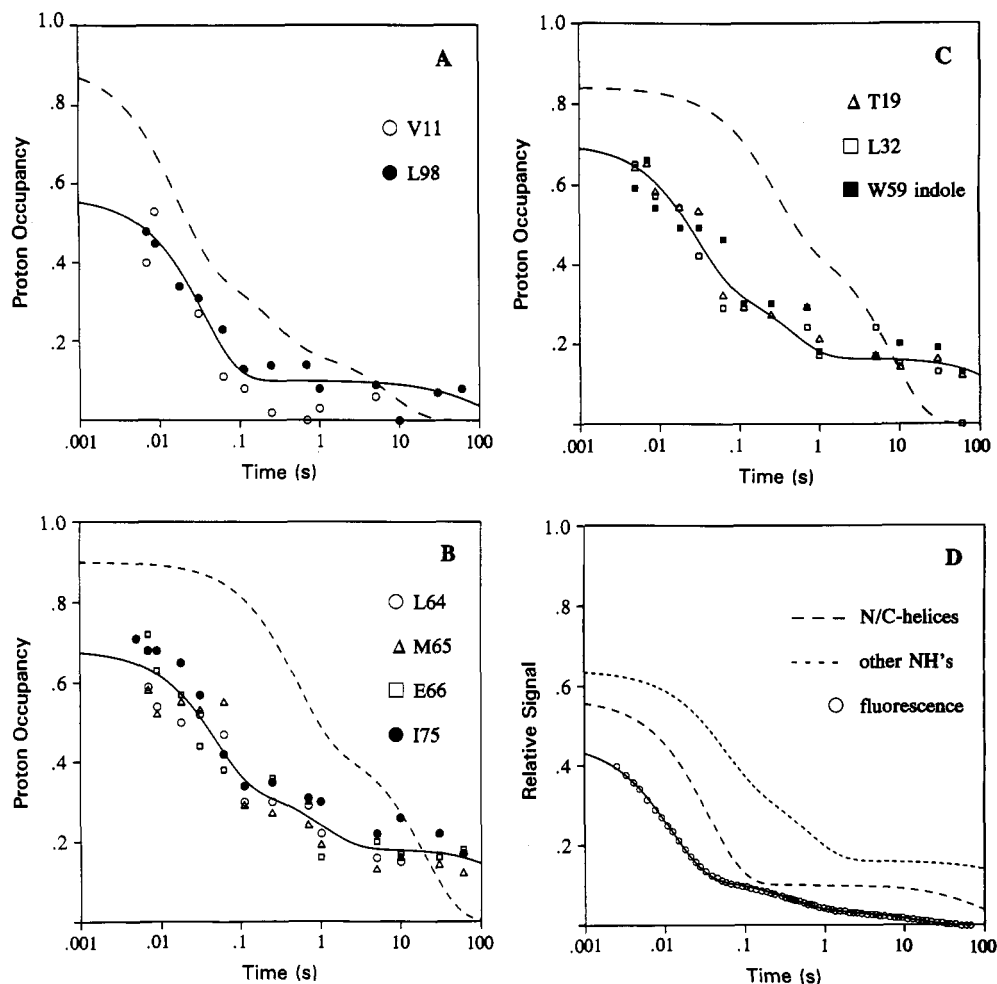 A
1.0
.8
.6
.4
.2
Proton Occupancy
V11
L98
.001
.01
.1
1
10
100
Time (s)
C
1.0
.8
.6
.4
.2
Proton Occupancy
T19
L32
W59 indole
.001
.01
.1
1
10
100
Time (s)
B
1.0
.8
.6
.4
.2
Proton Occupancy
L64
M65
E66
I75
.001
.01
.1
1
10
100
Time (s)
D
1.0
.8
.6
.4
.2
Relative Signal
N/C-helices
other NH's
fluorescence
.001
.01
.1
1
10
100
Time (s)